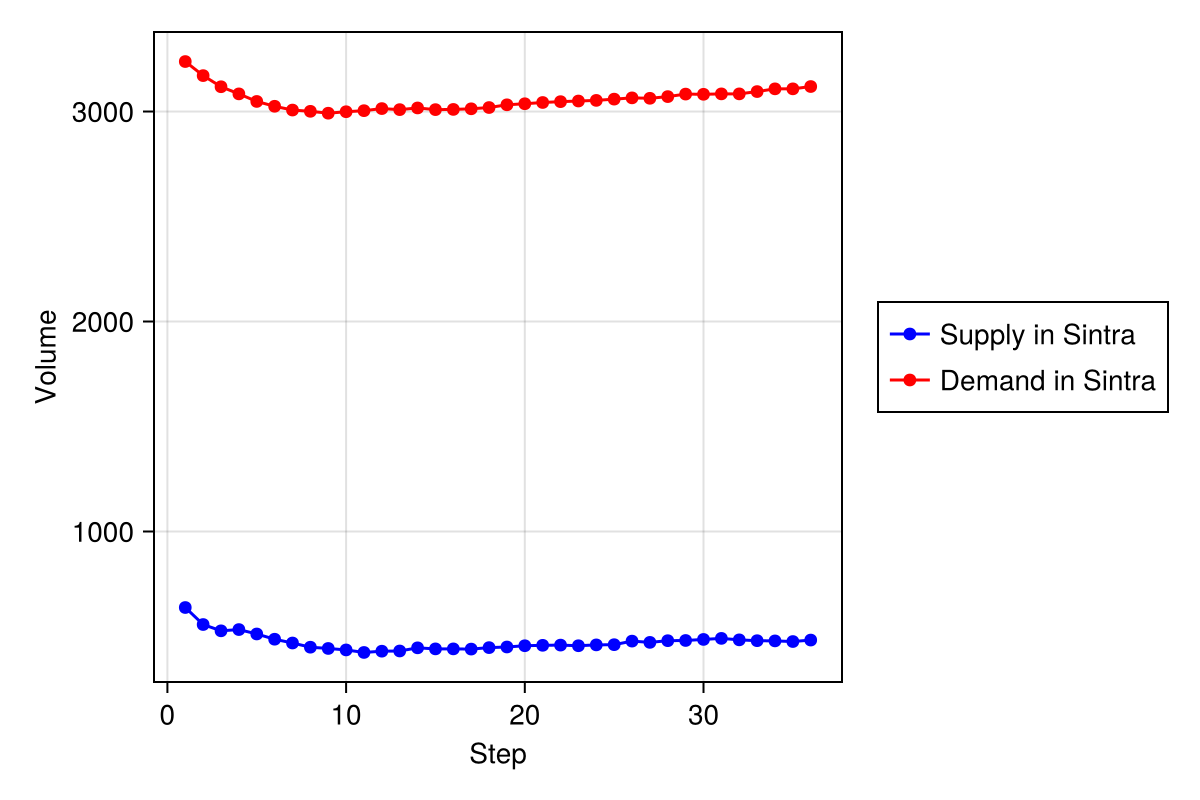 3000
2000
1000
Volume
0 10 20 30
Step
Supply in Sintra
Demand in Sintra